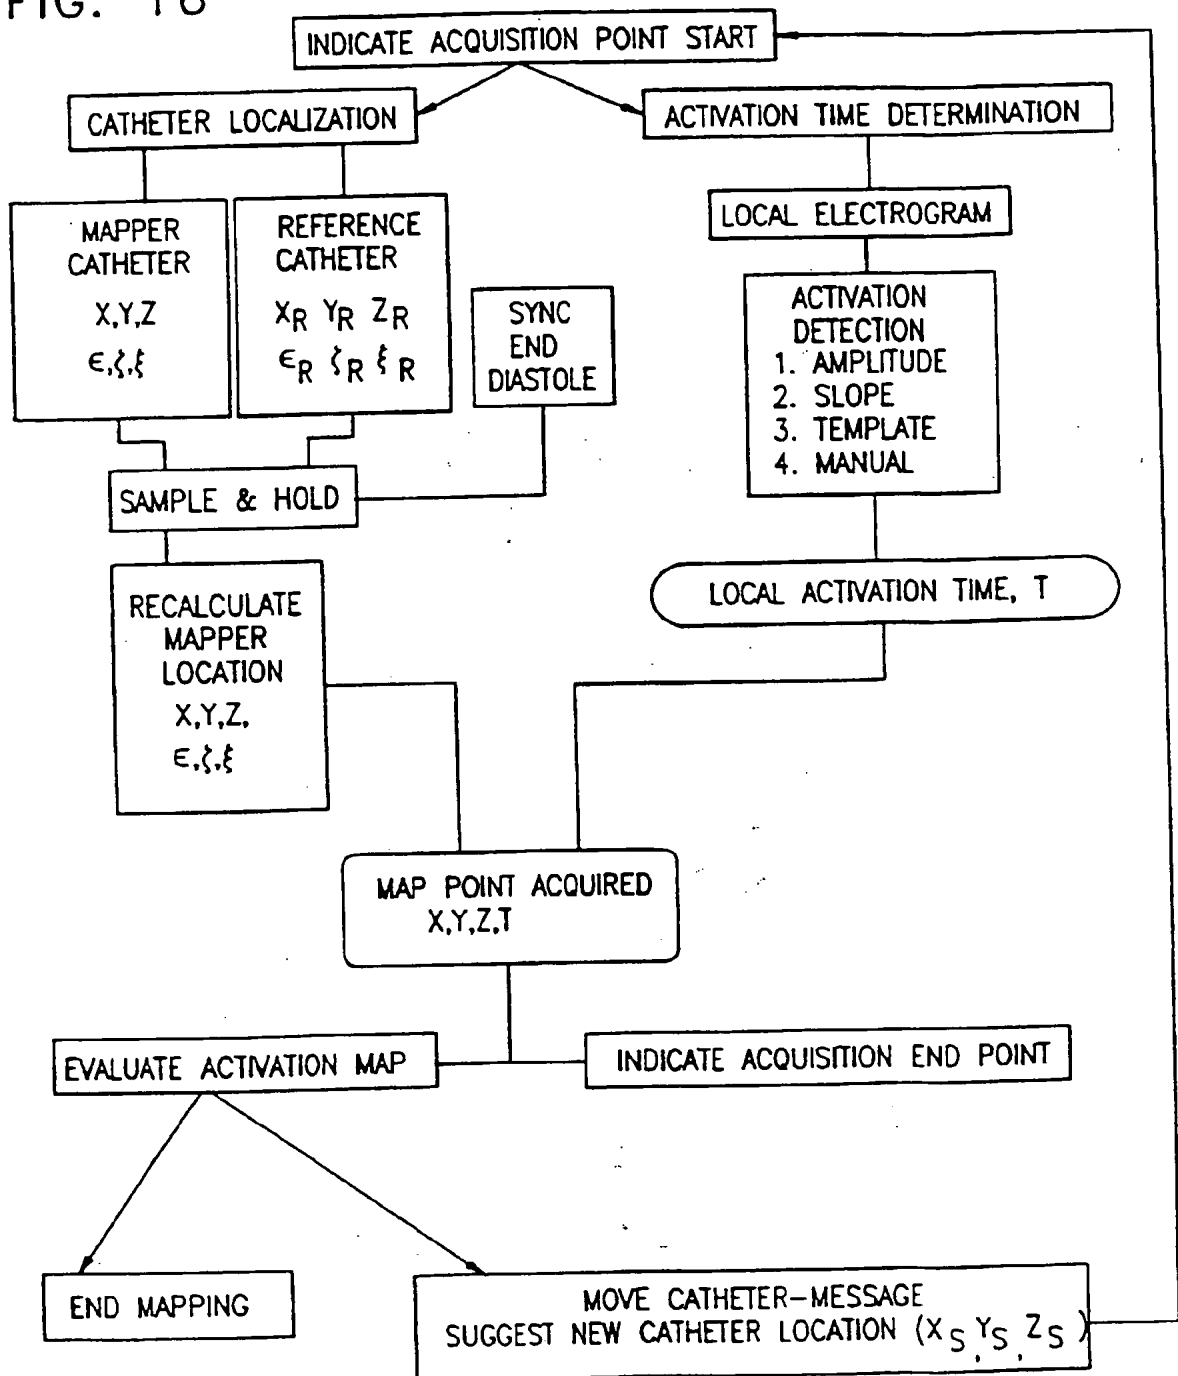 INDICATE ACQUISITION POINT START
CATHETER LOCALIZATION
ACTIVATION TIME DETERMINATION
MAPPER
CATHETER
X,Y,Z
ϵ,ζ,ξ
REFERENCE
CATHETER
XR YR ZR
ϵR ζR ξR
SYNC
END
DIASTOLE
LOCAL ELECTROGRAM
ACTIVATION
DETECTION
1. AMPLITUDE
2. SLOPE
3. TEMPLATE
4. MANUAL
SAMPLE & HOLD
RECALCULATE
MAPPER
LOCATION
X,Y,Z,
ϵ,ζ,ξ
LOCAL ACTIVATION TIME, T
MAP POINT ACQUIRED
X,Y,Z,T
EVALUATE ACTIVATION MAP
INDICATE ACQUISITION END POINT
END MAPPING
MOVE CATHETER–MESSAGE
SUGGEST NEW CATHETER LOCATION (XS,YS,ZS)